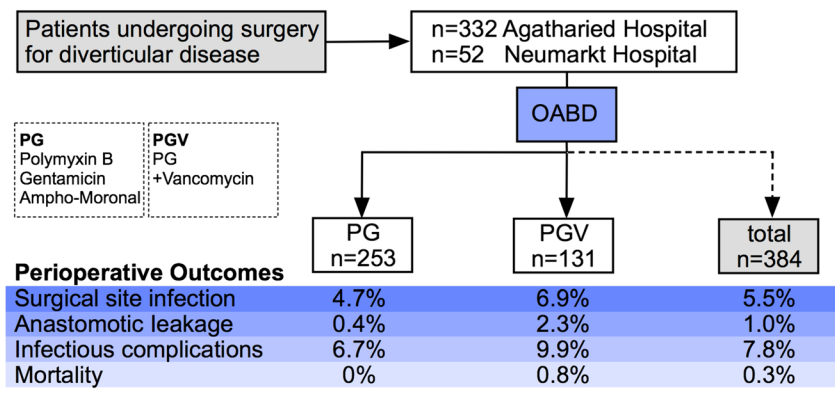 Patients undergoing surgery
for diverticular disease
n=332 Agatharied Hospital
n=52 Neumarkt Hospital
OABD
PG
Polymyxin B
Gentamicin
Ampho-Moronal
PGV
PG
+Vancomycin
PG
n=253
PGV
n=131
total
n=384
Perioperative Outcomes
Surgical site infection 4.7% 6.9% 5.5%
Anastomotic leakage 0.4% 2.3% 1.0%
Infectious complications 6.7% 9.9% 7.8%
Mortality 0% 0.8% 0.3%